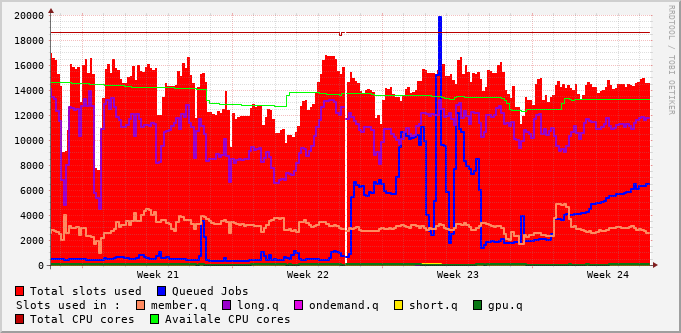 20000
18000
16000
14000
12000
10000
8000
6000
4000
2000
0
Week 21 Week 22 Week 23 Week 24
RRDTOOL / TOBI OETIKER
Total slots used Queued Jobs
Slots used in : member.q long.q ondemand.q short.q gpu.q
Total CPU cores Availale CPU cores